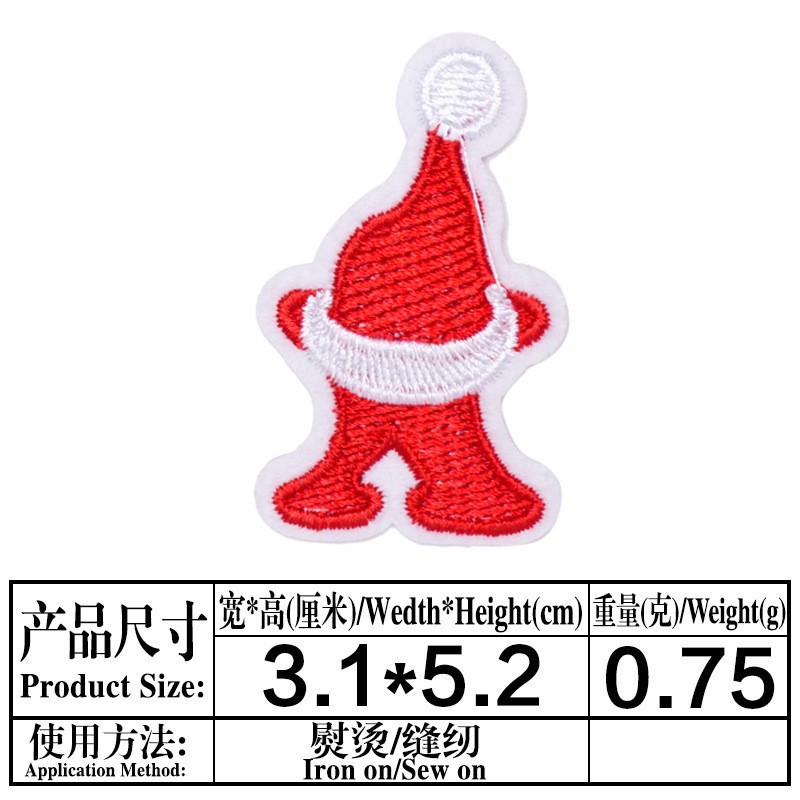 产品尺寸
Product Size:
宽*高(厘米)/Wedth*Height(cm)
3.1*5.2
重量(克)/Weight(g)
0.75
使用方法:
Application Method:
熨烫/缝纫
Iron on/Sew on